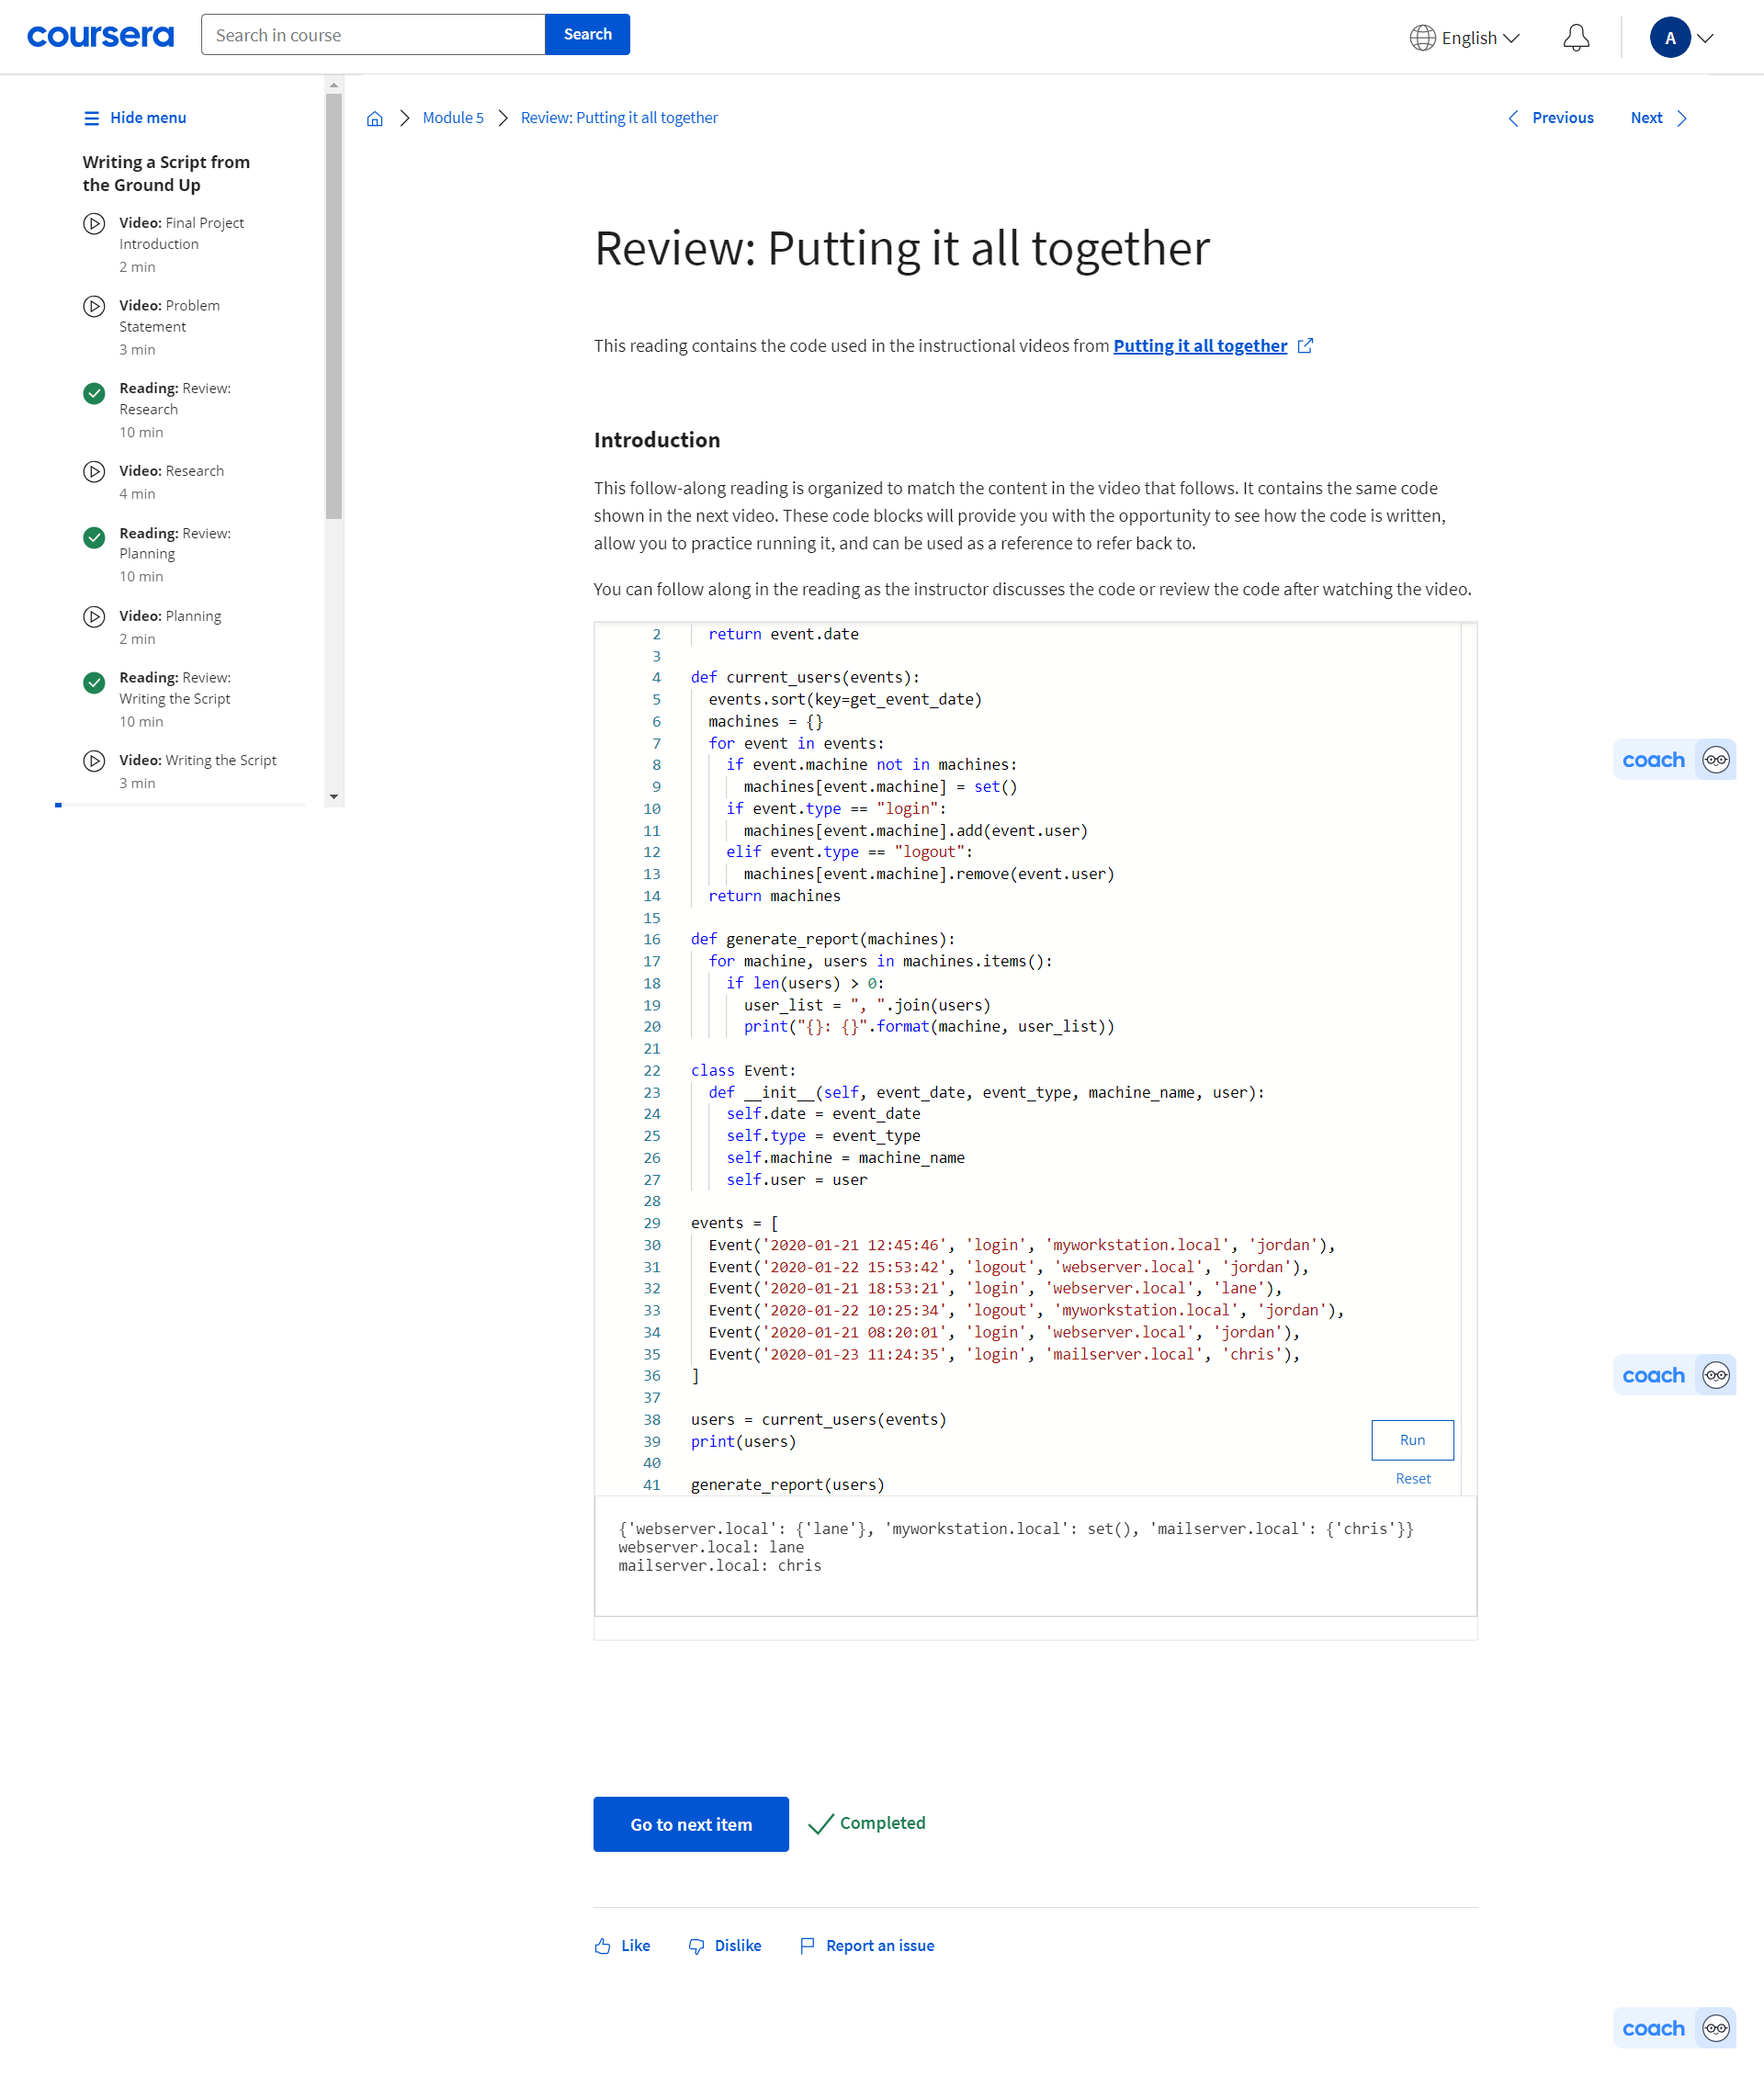 coursera
Search in course
Search
English
A
Hide menu
Module 5
Review: Putting it all together
Previous
Next
Writing a Script from
the Ground Up
Video: Final Project
Introduction
2 min
Video: Problem
Statement
3 min
Reading: Review:
Research
10 min
Video: Research
4 min
Reading: Review:
Planning
10 min
Video: Planning
2 min
Reading: Review:
Writing the Script
10 min
Video: Writing the Script
3 min
Review: Putting it all together
This reading contains the code used in the instructional videos from Putting it all together
Introduction
This follow-along reading is organized to match the content in the video that follows. It contains the same code
shown in the next video. These code blocks will provide you with the opportunity to see how the code is written,
allow you to practice running it, and can be used as a reference to refer back to.
You can follow along in the reading as the instructor discusses the code or review the code after watching the video.
2   return event.date
3
4 def current_users(events):
5   events.sort(key=get_event_date)
6   machines = {}
7   for event in events:
8     if event.machine not in machines:
9       machines[event.machine] = set()
10     if event.type == "login":
11       machines[event.machine].add(event.user)
12     elif event.type == "logout":
13       machines[event.machine].remove(event.user)
14   return machines
15
16 def generate_report(machines):
17   for machine, users in machines.items():
18     if len(users) > 0:
19       user_list = ", ".join(users)
20       print("{}: {}".format(machine, user_list))
21
22 class Event:
23   def __init__(self, event_date, event_type, machine_name, user):
24     self.date = event_date
25     self.type = event_type
26     self.machine = machine_name
27     self.user = user
28
29 events = [
30   Event('2020-01-21 12:45:46', 'login', 'myworkstation.local', 'jordan'),
31   Event('2020-01-22 15:53:42', 'logout', 'webserver.local', 'jordan'),
32   Event('2020-01-21 18:53:21', 'login', 'webserver.local', 'lane'),
33   Event('2020-01-22 10:25:34', 'logout', 'myworkstation.local', 'jordan'),
34   Event('2020-01-21 08:20:01', 'login', 'webserver.local', 'jordan'),
35   Event('2020-01-23 11:24:35', 'login', 'mailserver.local', 'chris'),
36 ]
37
38 users = current_users(events)
39 print(users)
40
41 generate_report(users)
Run
Reset
{'webserver.local': {'lane'}, 'myworkstation.local': set(), 'mailserver.local': {'chris'}}
webserver.local: lane
mailserver.local: chris
Go to next item
Completed
Like
Dislike
Report an issue
coach
coach
coach